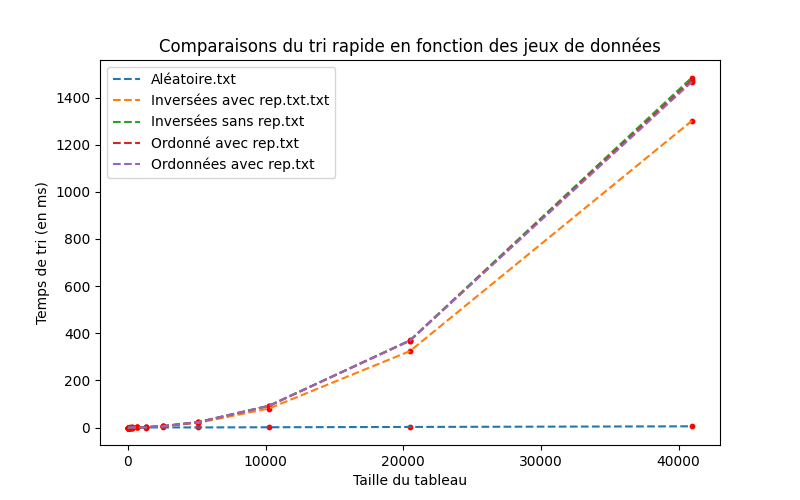 Comparaisons du tri rapide en fonction des jeux de données
Aléatoire.txt
Inversées avec rep.txt.txt
Inversées sans rep.txt
Ordonné avec rep.txt
Ordonnées avec rep.txt
Temps de tri (en ms)
1400
1200
1000
800
600
400
200
0
0
10000
20000
30000
40000
Taille du tableau